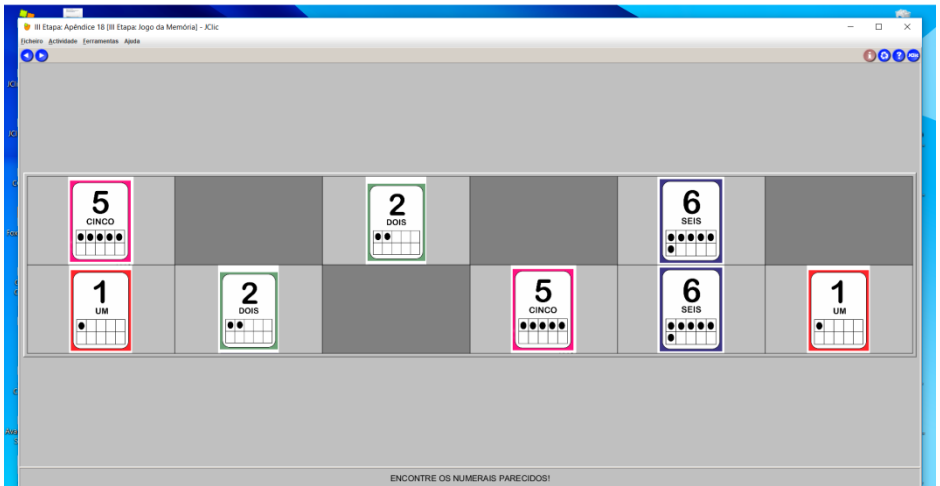 III Etapa: Apêndice 18 [III Etapa: Jogo da Memória] - JClic
Ficheiro Actividade Ferramentas Ajuda
5
CINCO
2
DOIS
6
SEIS
1
UM
2
DOIS
5
CINCO
6
SEIS
1
UM
ENCONTRE OS NUMERAIS PARECIDOS!